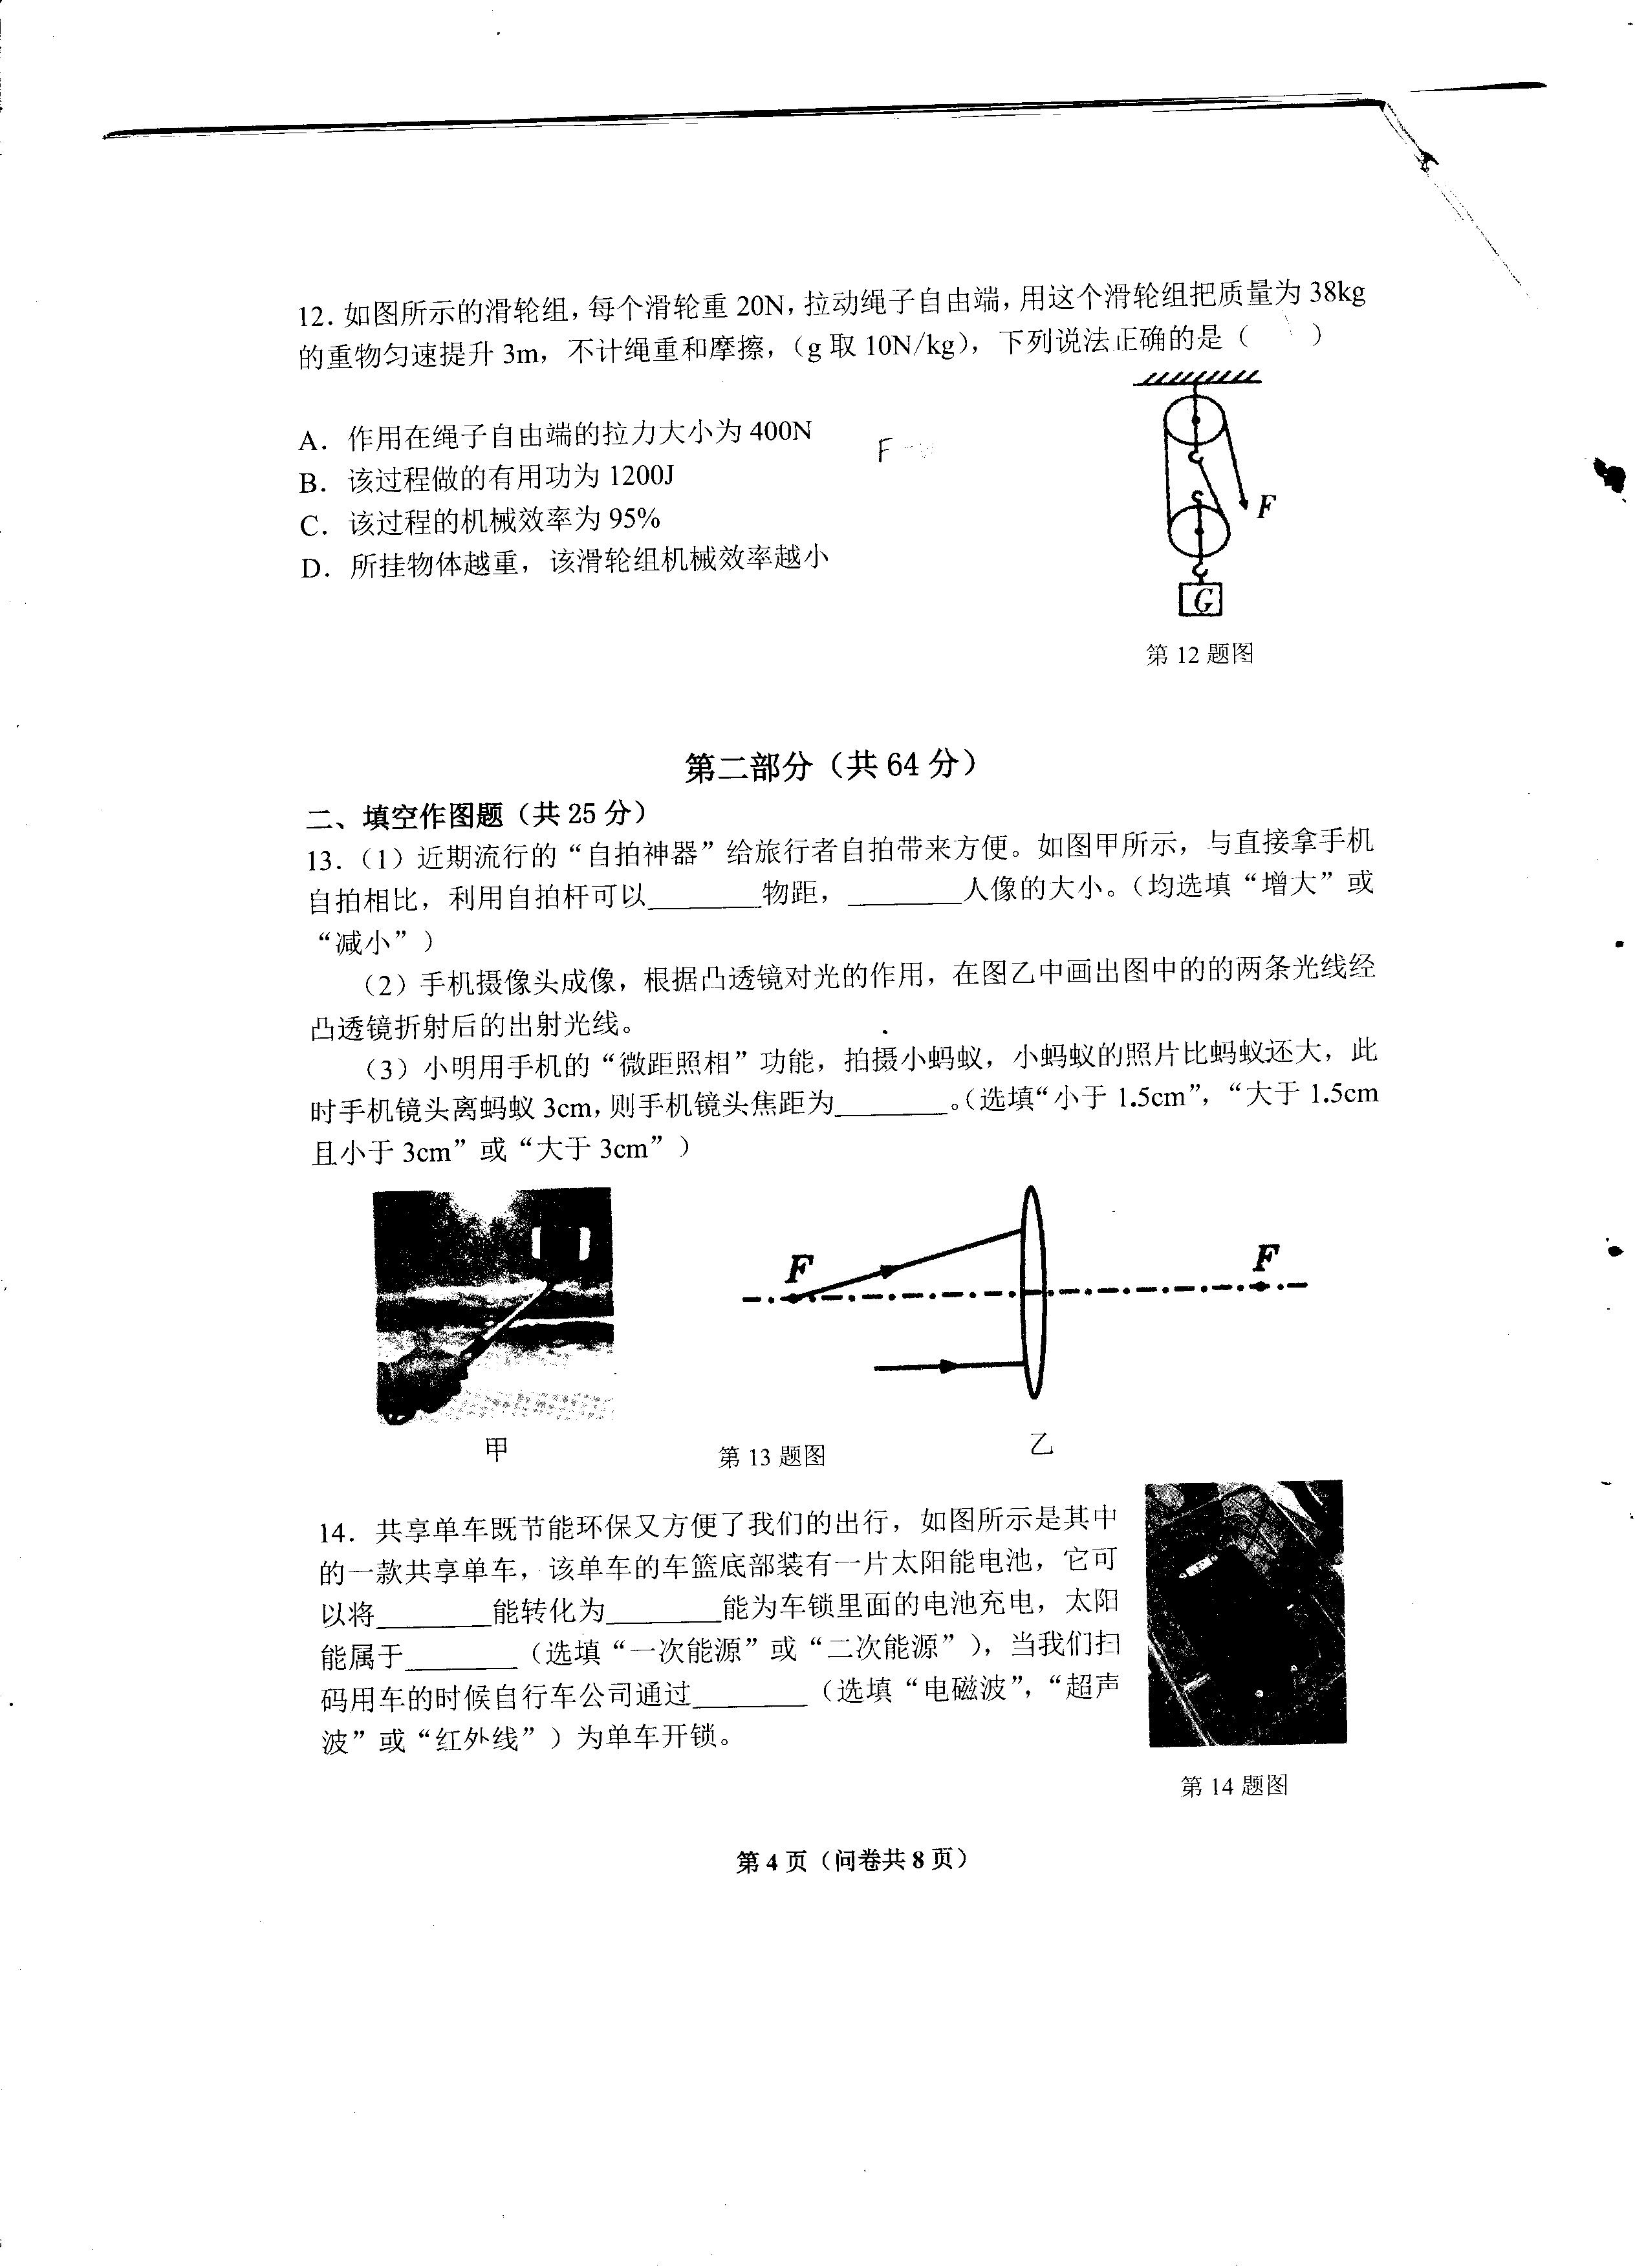 12. 如图所示的滑轮组，每个滑轮重 20N，拉动绳子自由端，用这个滑轮组把质量为 38kg
的重物匀速提升 3m，不计绳重和摩擦，（g 取 10N/kg），下列说法正确的是（　　）
A．作用在绳子自由端的拉力大小为 400N
F
B．该过程做的有用功为 1200J
C．该过程的机械效率为 95%
D．所挂物体越重，该滑轮组机械效率越小
F
G
第 12 题图
第二部分（共 64 分）
二、填空作图题（共 25 分）
13.（1）近期流行的“自拍神器”给旅行者自拍带来方便。如图甲所示，与直接拿手机
自拍相比，利用自拍杆可以________物距，________人像的大小。（均选填“增大”或
“减小”）
（2）手机摄像头成像，根据凸透镜对光的作用，在图乙中画出图中的的两条光线经
凸透镜折射后的出射光线。
（3）小明用手机的“微距照相”功能，拍摄小蚂蚁，小蚂蚁的照片比蚂蚁还大，此
时手机镜头离蚂蚁 3cm，则手机镜头焦距为________。（选填“小于 1.5cm”，“大于 1.5cm
且小于 3cm”或“大于 3cm”）
F
F
甲
第 13 题图
乙
14．共享单车既节能环保又方便了我们的出行，如图所示是其中
的一款共享单车，该单车的车篮底部装有一片太阳能电池，它可
以将________能转化为________能为车锁里面的电池充电，太阳
能属于________（选填“一次能源”或“二次能源”），当我们扫
码用车的时候自行车公司通过________（选填“电磁波”，“超声
波”或“红外线”）为单车开锁。
第 14 题图
第 4 页（问卷共 8 页）